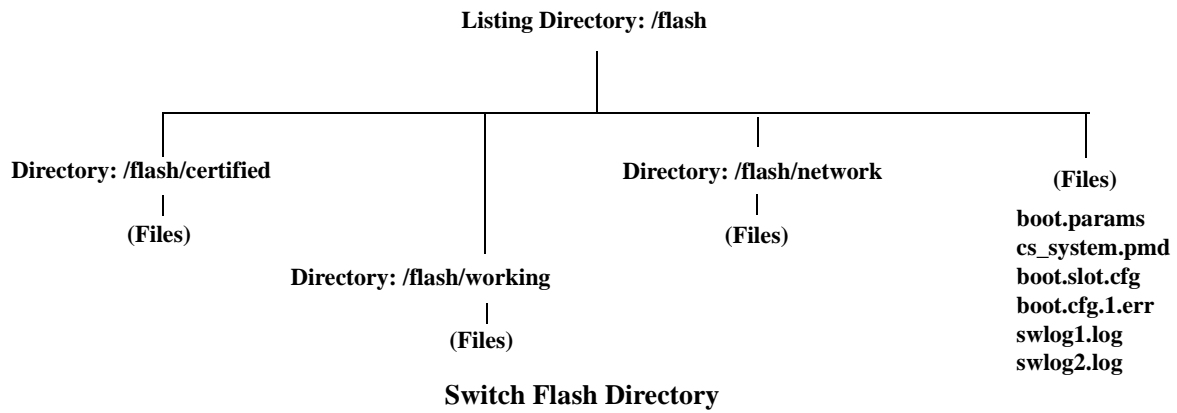 Listing Directory: /flash
Directory: /flash/certified
(Files)
Directory: /flash/working
(Files)
Directory: /flash/network
(Files)
(Files)
boot.params
cs_system.pmd
boot.slot.cfg
boot.cfg.1.err
swlog1.log
swlog2.log
Switch Flash Directory